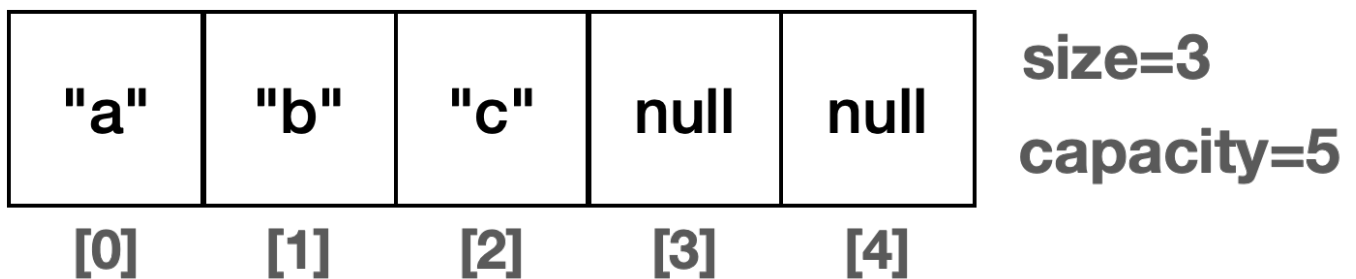 "a" "b" "c" null null
size=3
capacity=5
[0] [1] [2] [3] [4]